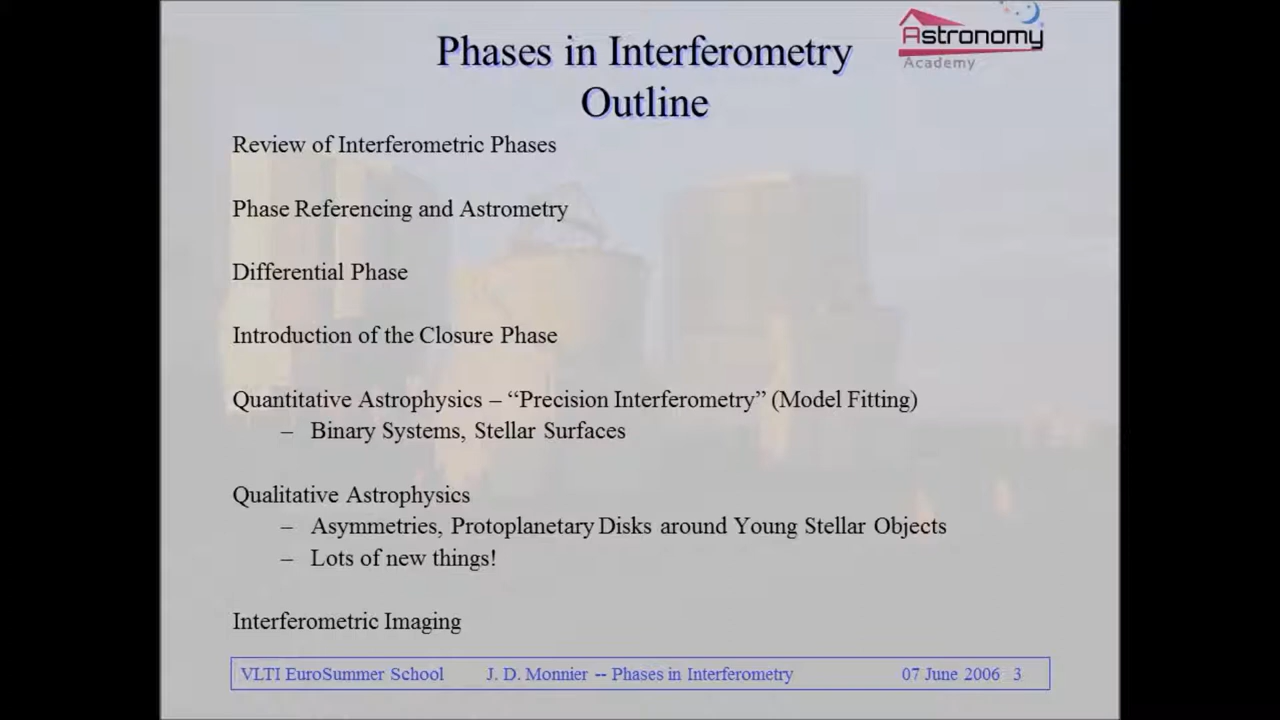 Astronomy
Academy
Phases in Interferometry
Outline
Review of Interferometric Phases
Phase Referencing and Astrometry
Differential Phase
Introduction of the Closure Phase
Quantitative Astrophysics – “Precision Interferometry” (Model Fitting)
– Binary Systems, Stellar Surfaces
Qualitative Astrophysics
– Asymmetries, Protoplanetary Disks around Young Stellar Objects
– Lots of new things!
Interferometric Imaging
VLTI EuroSummer School J. D. Monnier -- Phases in Interferometry 07 June 2006 3